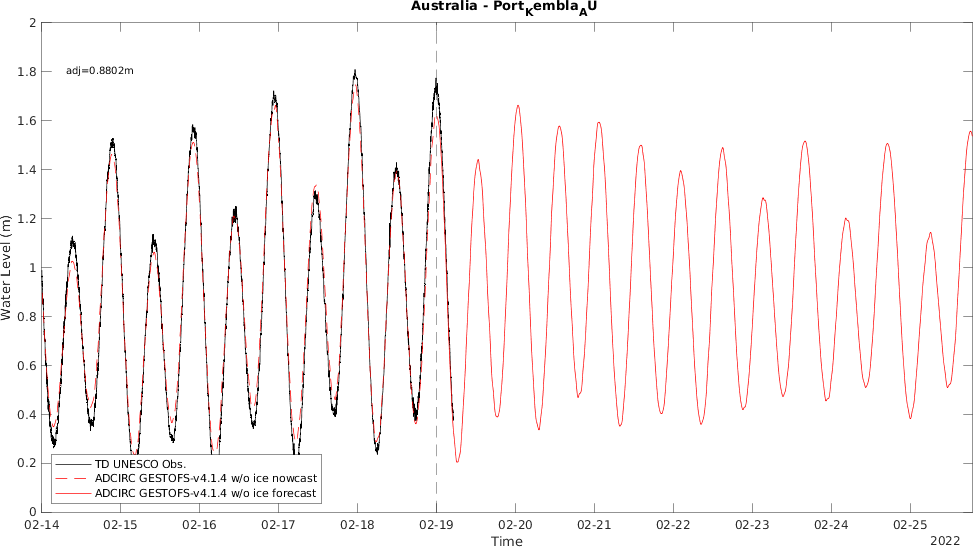 Australia - PortKemblaAU
2
1.8
adj=0.8802m
1.6
1.4
1.2
1
0.8
0.6
0.4
0.2
0
Water Level (m)
TD UNESCO Obs.
ADCIRC GESTOFS-v4.1.4 w/o ice nowcast
ADCIRC GESTOFS-v4.1.4 w/o ice forecast
02-14 02-15 02-16 02-17 02-18 02-19 02-20 02-21 02-22 02-23 02-24 02-25
Time
2022